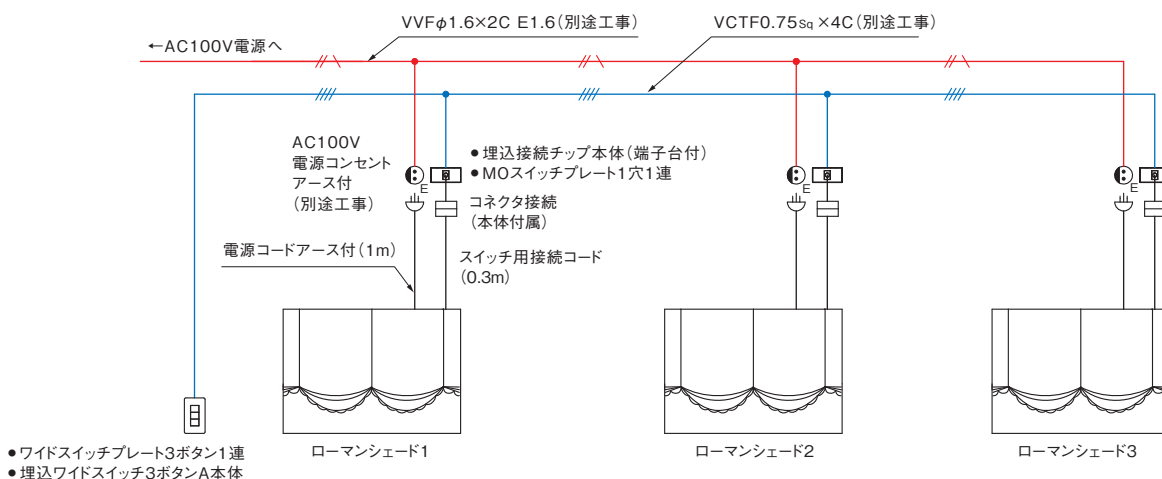 VVFφ1.6×2C E1.6(別途工事)
VCTF0.75sq×4C(別途工事)
←AC100V電源へ
AC100V
電源コンセント
アース付
(別途工事)
E
●埋込接続チップ本体(端子台付)
●MOスイッチプレート1穴1連
コネクタ接続
(本体付属)
E
E
電源コードアース付(1m)
スイッチ用接続コード
(0.3m)
●ワイドスイッチプレート3ボタン1連
●埋込ワイドスイッチ3ボタンA本体
ローマンシェード1
ローマンシェード2
ローマンシェード3